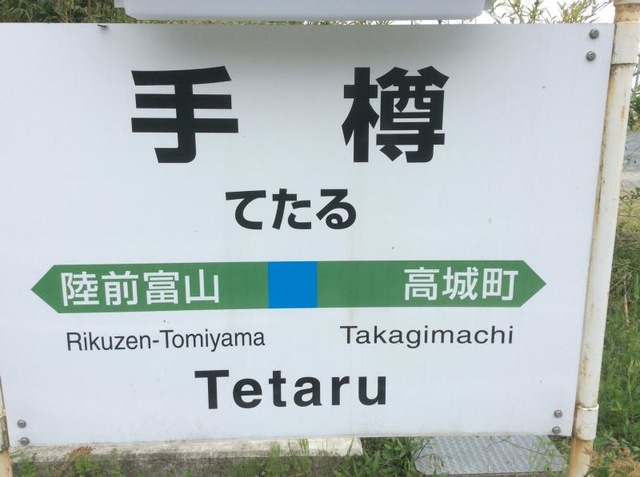 手樽
てたる
陸前富山 高城町
Rikuzen-Tomiyama Takagimachi
Tetaru